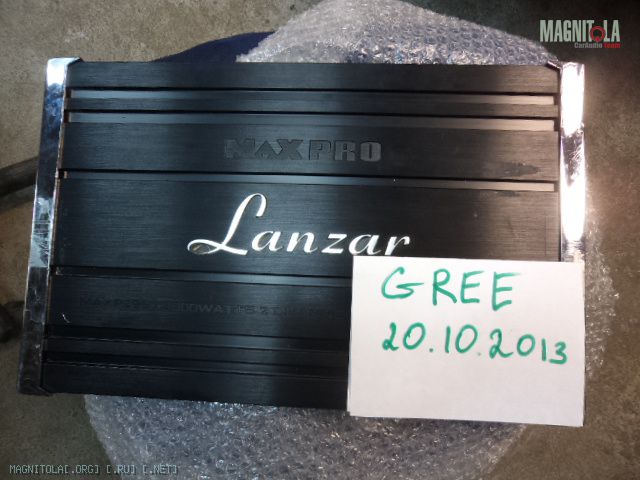 MAGNITOLA
CarAudio Team
MAXPRO
Lanzar
GREE
20.10.2013
MAGNITOLA[.ORG] [.RU] [.NET]